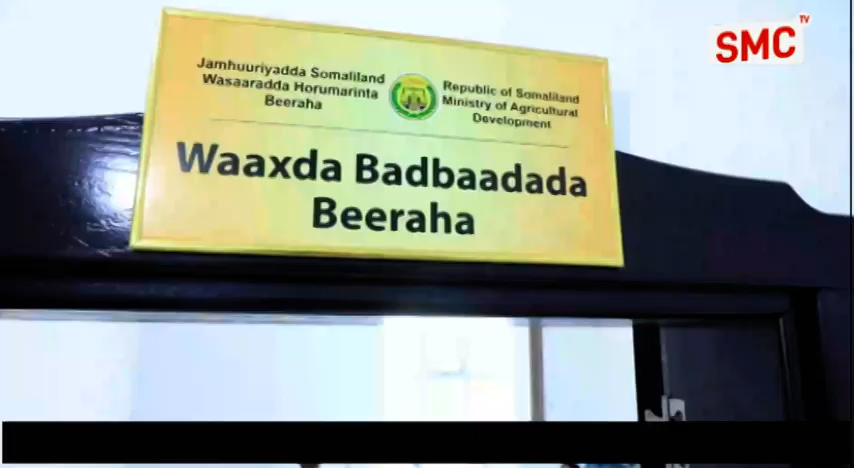 SMC TV
Jamhuuriyadda Somaliland
Wasaaradda Horumarinta
Beeraha
Republic of Somaliland
Ministry of Agricultural
Development
Waaxda Badbaadada
Beeraha